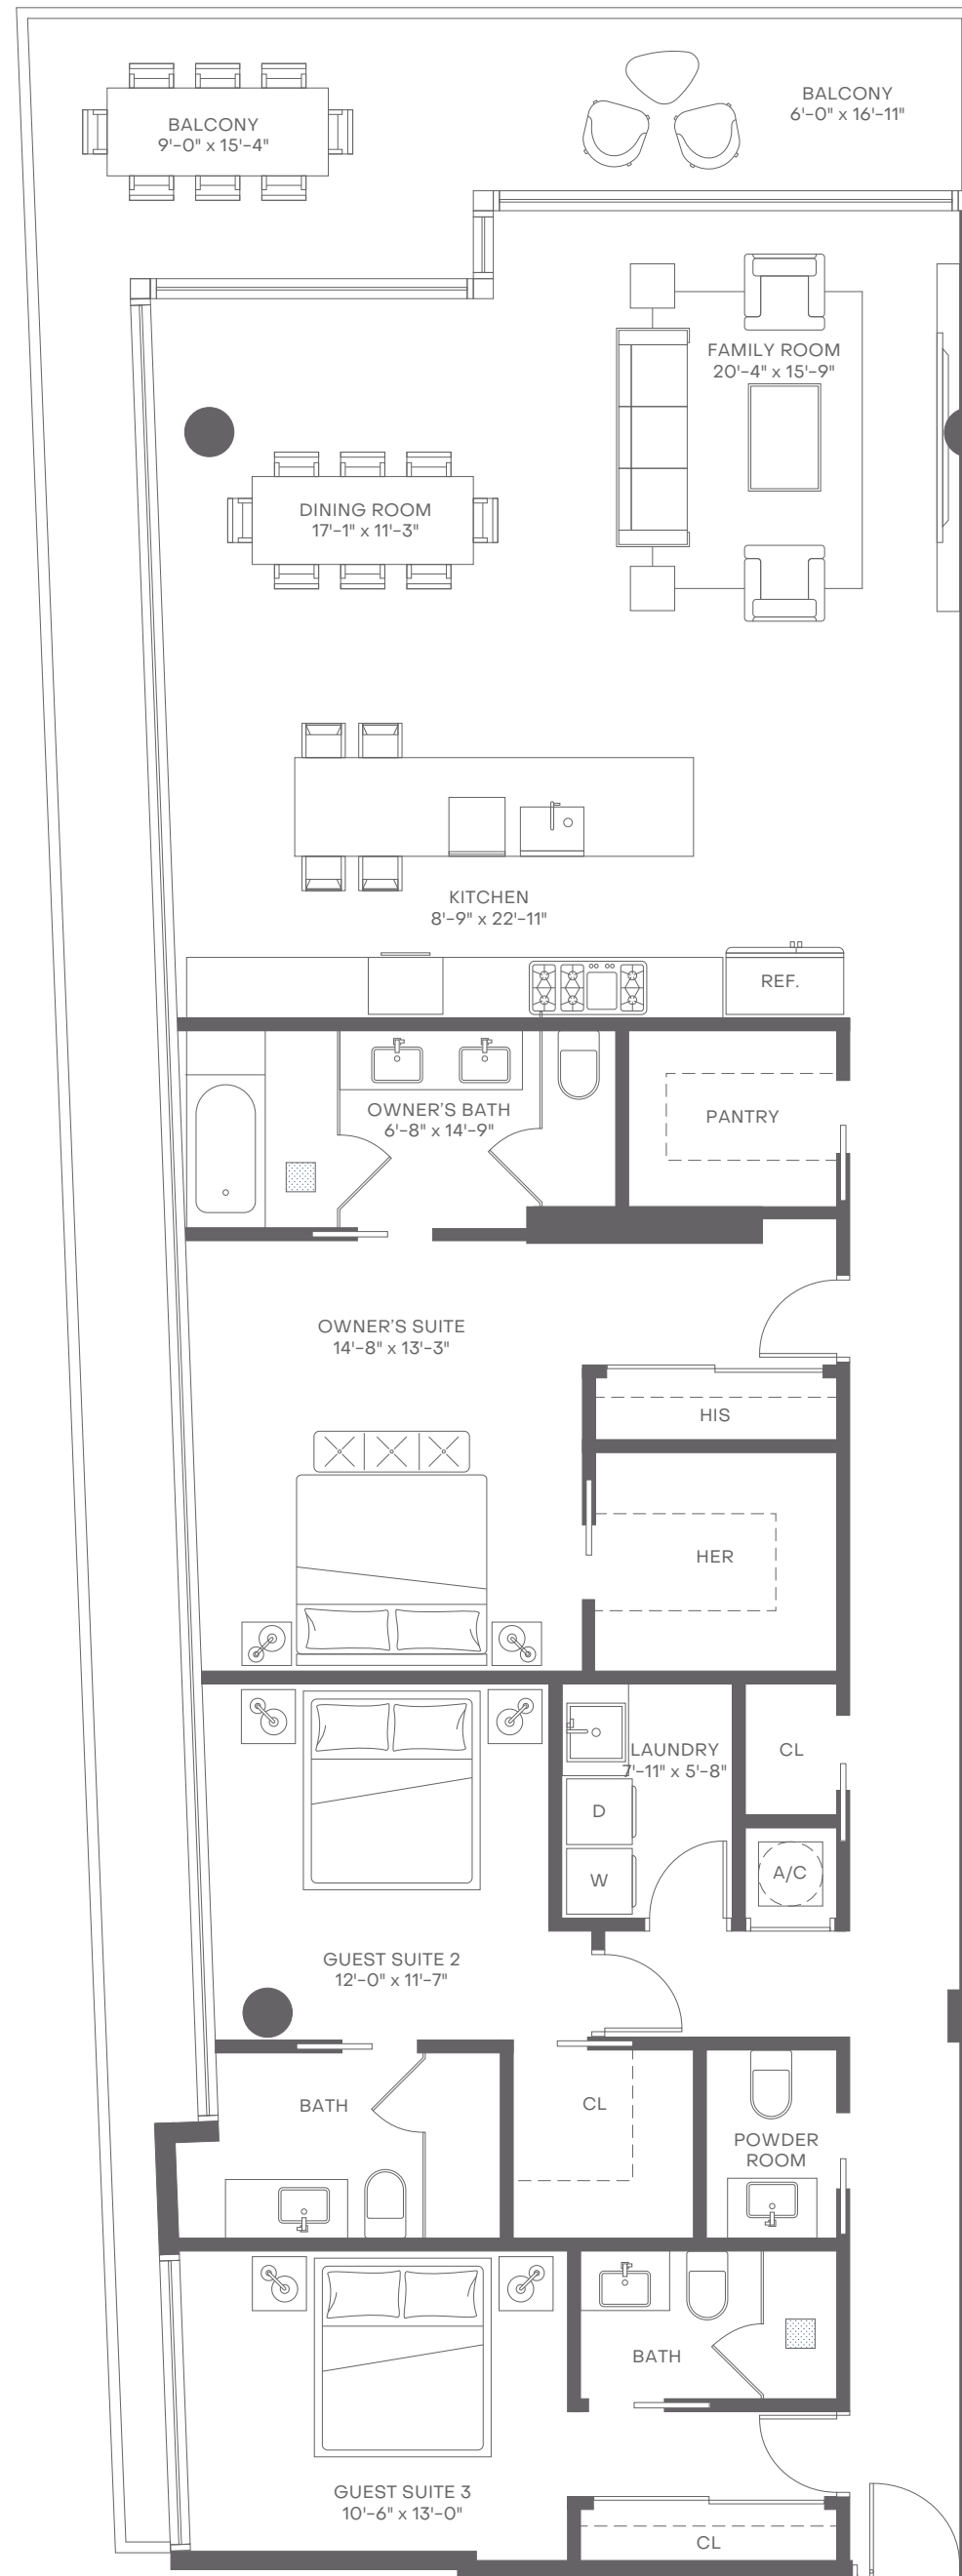 BALCONY
9'-0" x 15'-4"
BALCONY
6'-0" x 16'-11"
FAMILY ROOM
20'-4" x 15'-9"
DINING ROOM
17'-1" x 11'-3"
KITCHEN
8'-9" x 22'-11"
REF.
OWNER'S BATH
6'-8" x 14'-9"
PANTRY
OWNER'S SUITE
14'-8" x 13'-3"
HIS
HER
LAUNDRY
7'-11" x 5'-8"
CL
D
W
A/C
GUEST SUITE 2
12'-0" x 11'-7"
BATH
CL
POWDER
ROOM
BATH
GUEST SUITE 3
10'-6" x 13'-0"
CL